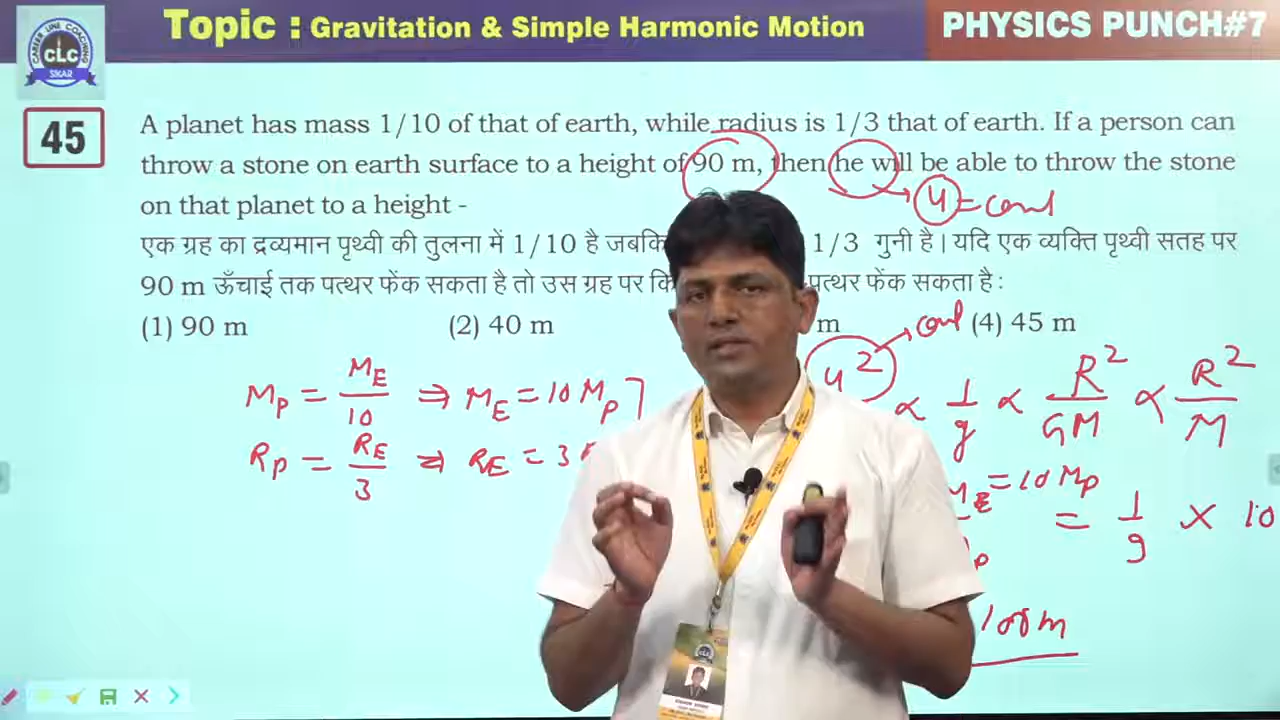 Topic : Gravitation & Simple Harmonic Motion
PHYSICS PUNCH#7
CAREER LINE COACHING
CLC
SIKAR
45
A planet has mass 1/10 of that of earth, while radius is 1/3 that of earth. If a person can
throw a stone on earth surface to a height of 90 m, then he will be able to throw the stone
on that planet to a height -
u = const
एक ग्रह का द्रव्यमान पृथ्वी की तुलना में 1/10 है जबकि 1/3 गुनी है। यदि एक व्यक्ति पृथ्वी सतह पर
90 m ऊँचाई तक पत्थर फेंक सकता है तो उस ग्रह पर पत्थर फेंक सकता है :
(1) 90 m (2) 40 m m (4) 45 m
M_P = M_E/10 ⇒ M_E = 10 M_P
u² ∝ 1/g ∝ R²/GM ∝ R²/M
R_P = R_E/3 ⇒ R_E = 3
= 10 M_P
= 1/9 × 10
100 m